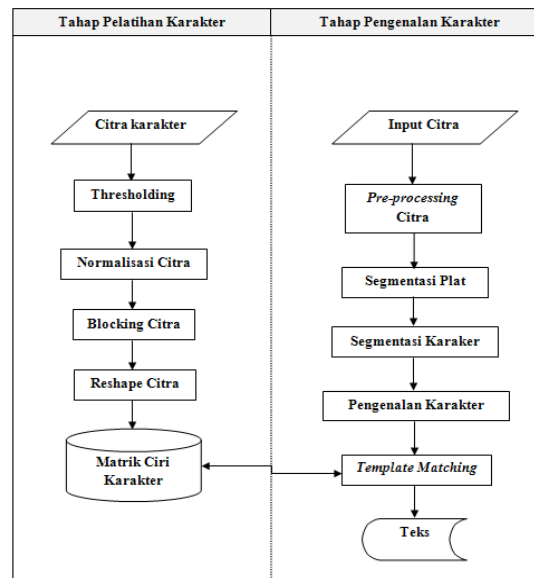 Tahap Pelatihan Karakter
Tahap Pengenalan Karakter
Citra karakter
Thresholding
Normalisasi Citra
Blocking Citra
Reshape Citra
Matrik Ciri
Karakter
Input Citra
Pre-processing
Citra
Segmentasi Plat
Segmentasi Karaker
Pengenalan Karakter
Template Matching
Teks